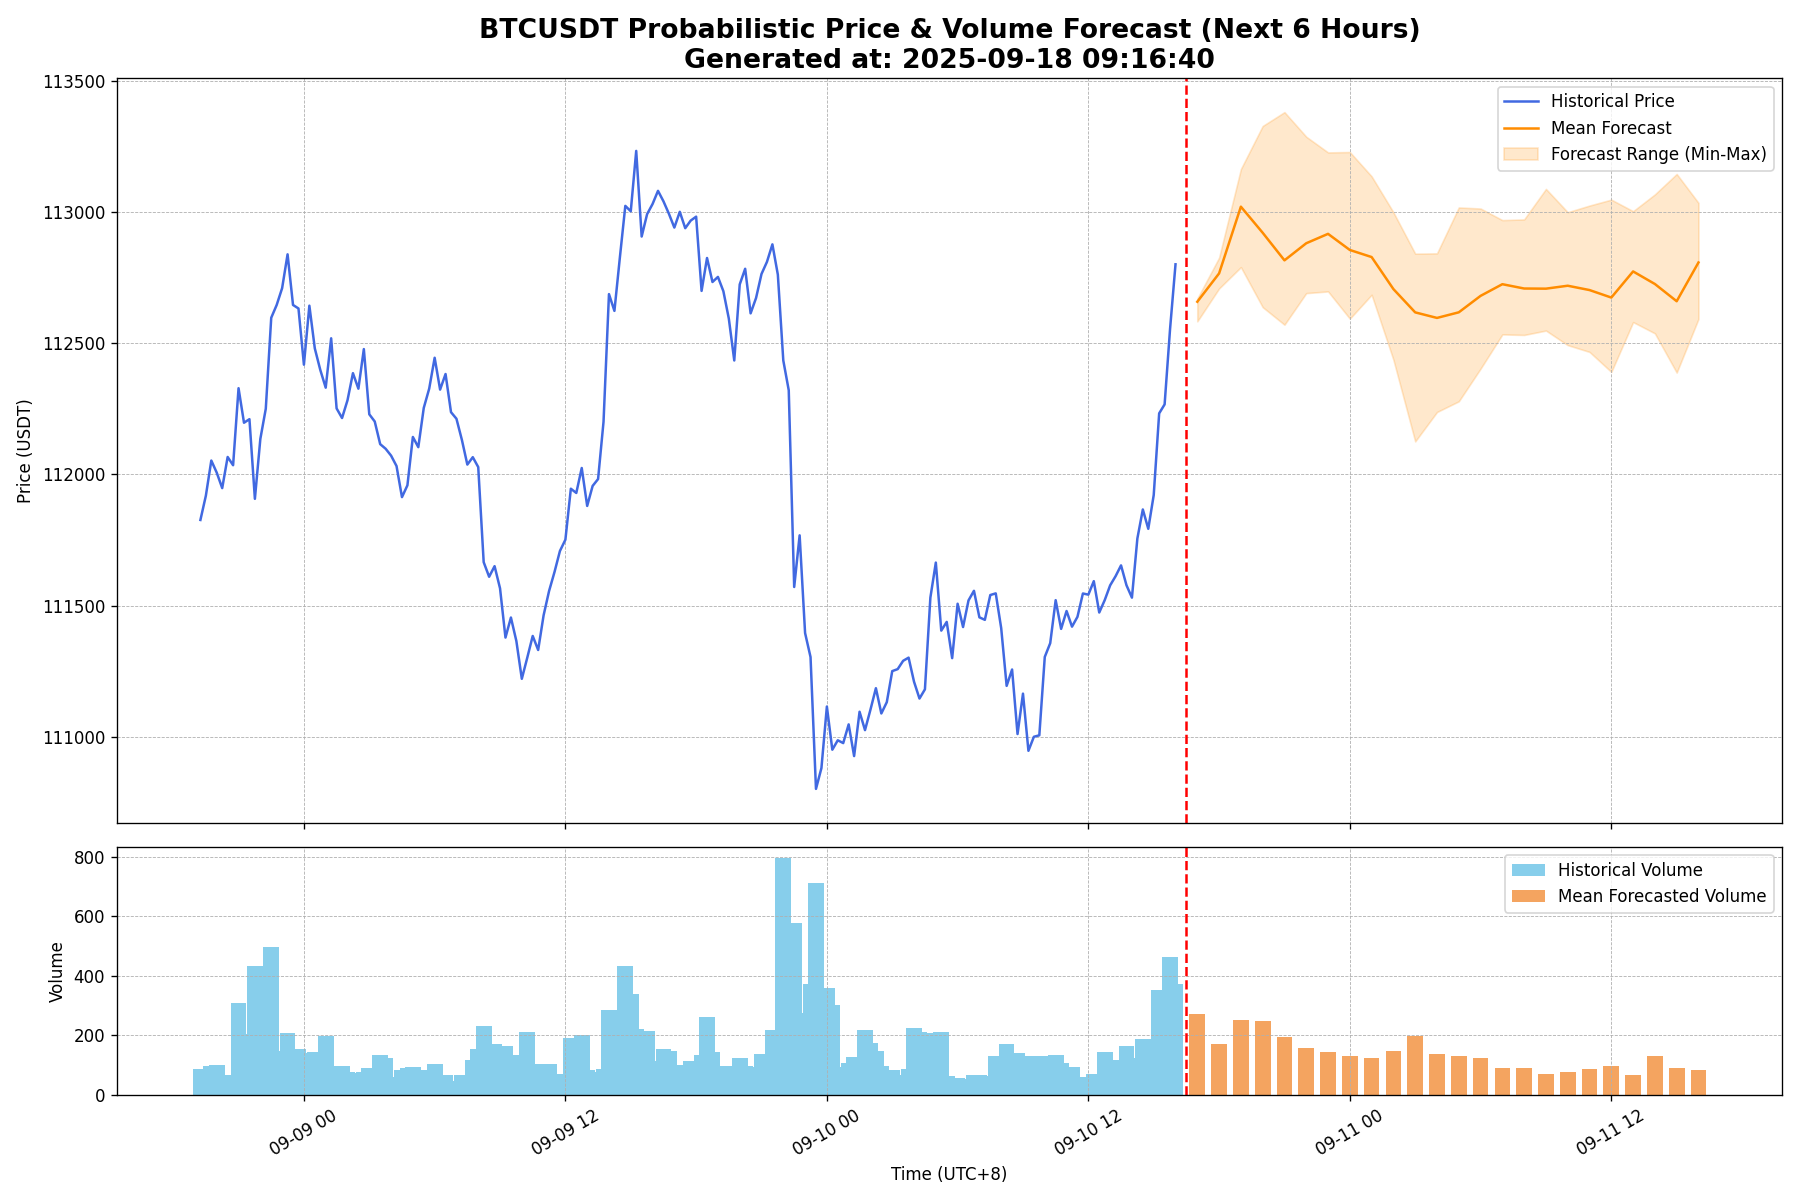 BTCUSDT Probabilistic Price & Volume Forecast (Next 6 Hours)
Generated at: 2025-09-18 09:16:40
Price (USDT)
113500
113000
112500
112000
111500
111000
Historical Price
Mean Forecast
Forecast Range (Min-Max)
Volume
800
600
400
200
0
Historical Volume
Mean Forecasted Volume
09-09 00
09-09 12
09-10 00
09-10 12
09-11 00
09-11 12
Time (UTC+8)